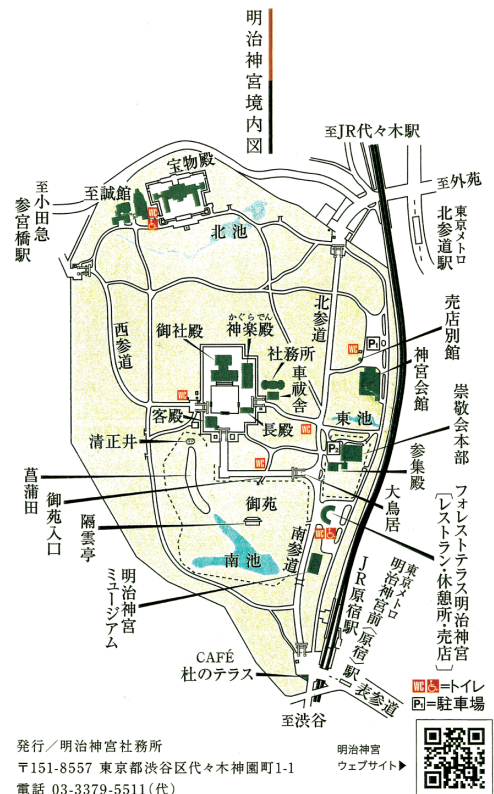 明治神宮境内図
至JR代々木駅
至外苑
東京メトロ
北参道駅
宝物殿
至誠館
至小田急
参宮橋駅
WC
北池
北参道
西参道
かぐらでん
神楽殿
御社殿
社務所
車祓舎
売店別館
P1
WC
神宮会館
WC
客殿
長殿
東池
崇敬会本部
清正井
WC
P2
参集殿
WC
大鳥居
菖蒲田
御苑入口
御苑
隔雲亭
フォレストテラス明治神宮
〔レストラン・休憩所・売店〕
WC
南池
南参道
明治神宮
ミュージアム
東京メトロ
明治神宮前〈原宿〉駅
JR原宿駅
CAFÉ
杜のテラス
表参道
至渋谷
WC =トイレ
P1=駐車場
発行/明治神宮社務所
〒151-8557 東京都渋谷区代々木神園町1-1
電話 03-3379-5511(代)
明治神宮
ウェブサイト▶